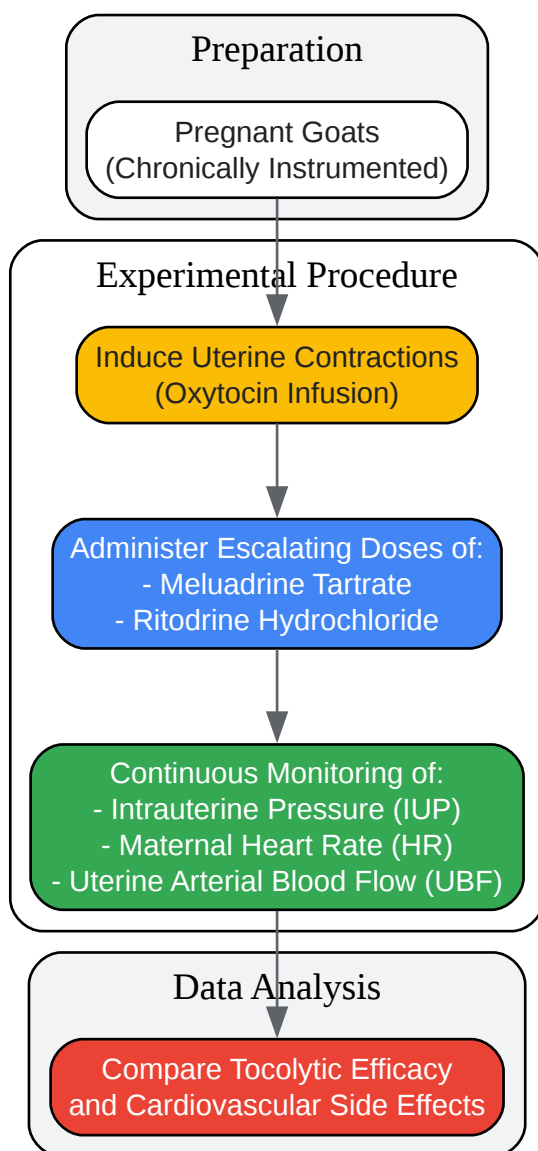 Preparation
Pregnant Goats
(Chronically Instrumented)
Experimental Procedure
Induce Uterine Contractions
(Oxytocin Infusion)
Administer Escalating Doses of:
- Meluadrine Tartrate
- Ritodrine Hydrochloride
Continuous Monitoring of:
- Intrauterine Pressure (IUP)
- Maternal Heart Rate (HR)
- Uterine Arterial Blood Flow (UBF)
Data Analysis
Compare Tocolytic Efficacy
and Cardiovascular Side Effects